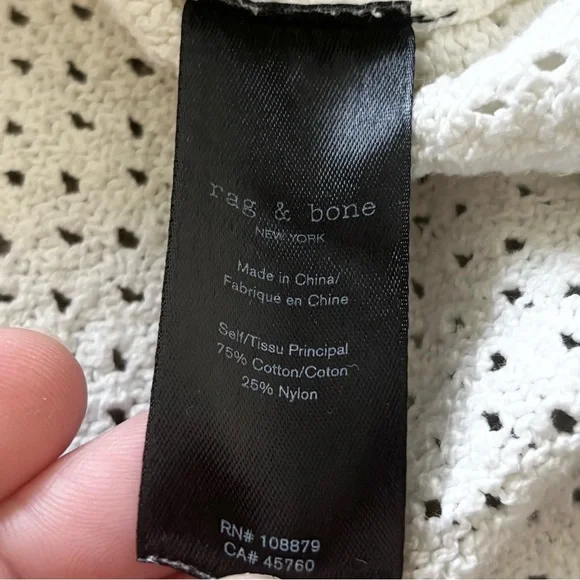 rag & bone
NEW YORK
Made in China/
Fabriqué en Chine
Self/Tissu Principal
75% Cotton/Coton
25% Nylon
RN# 108879
CA# 45760